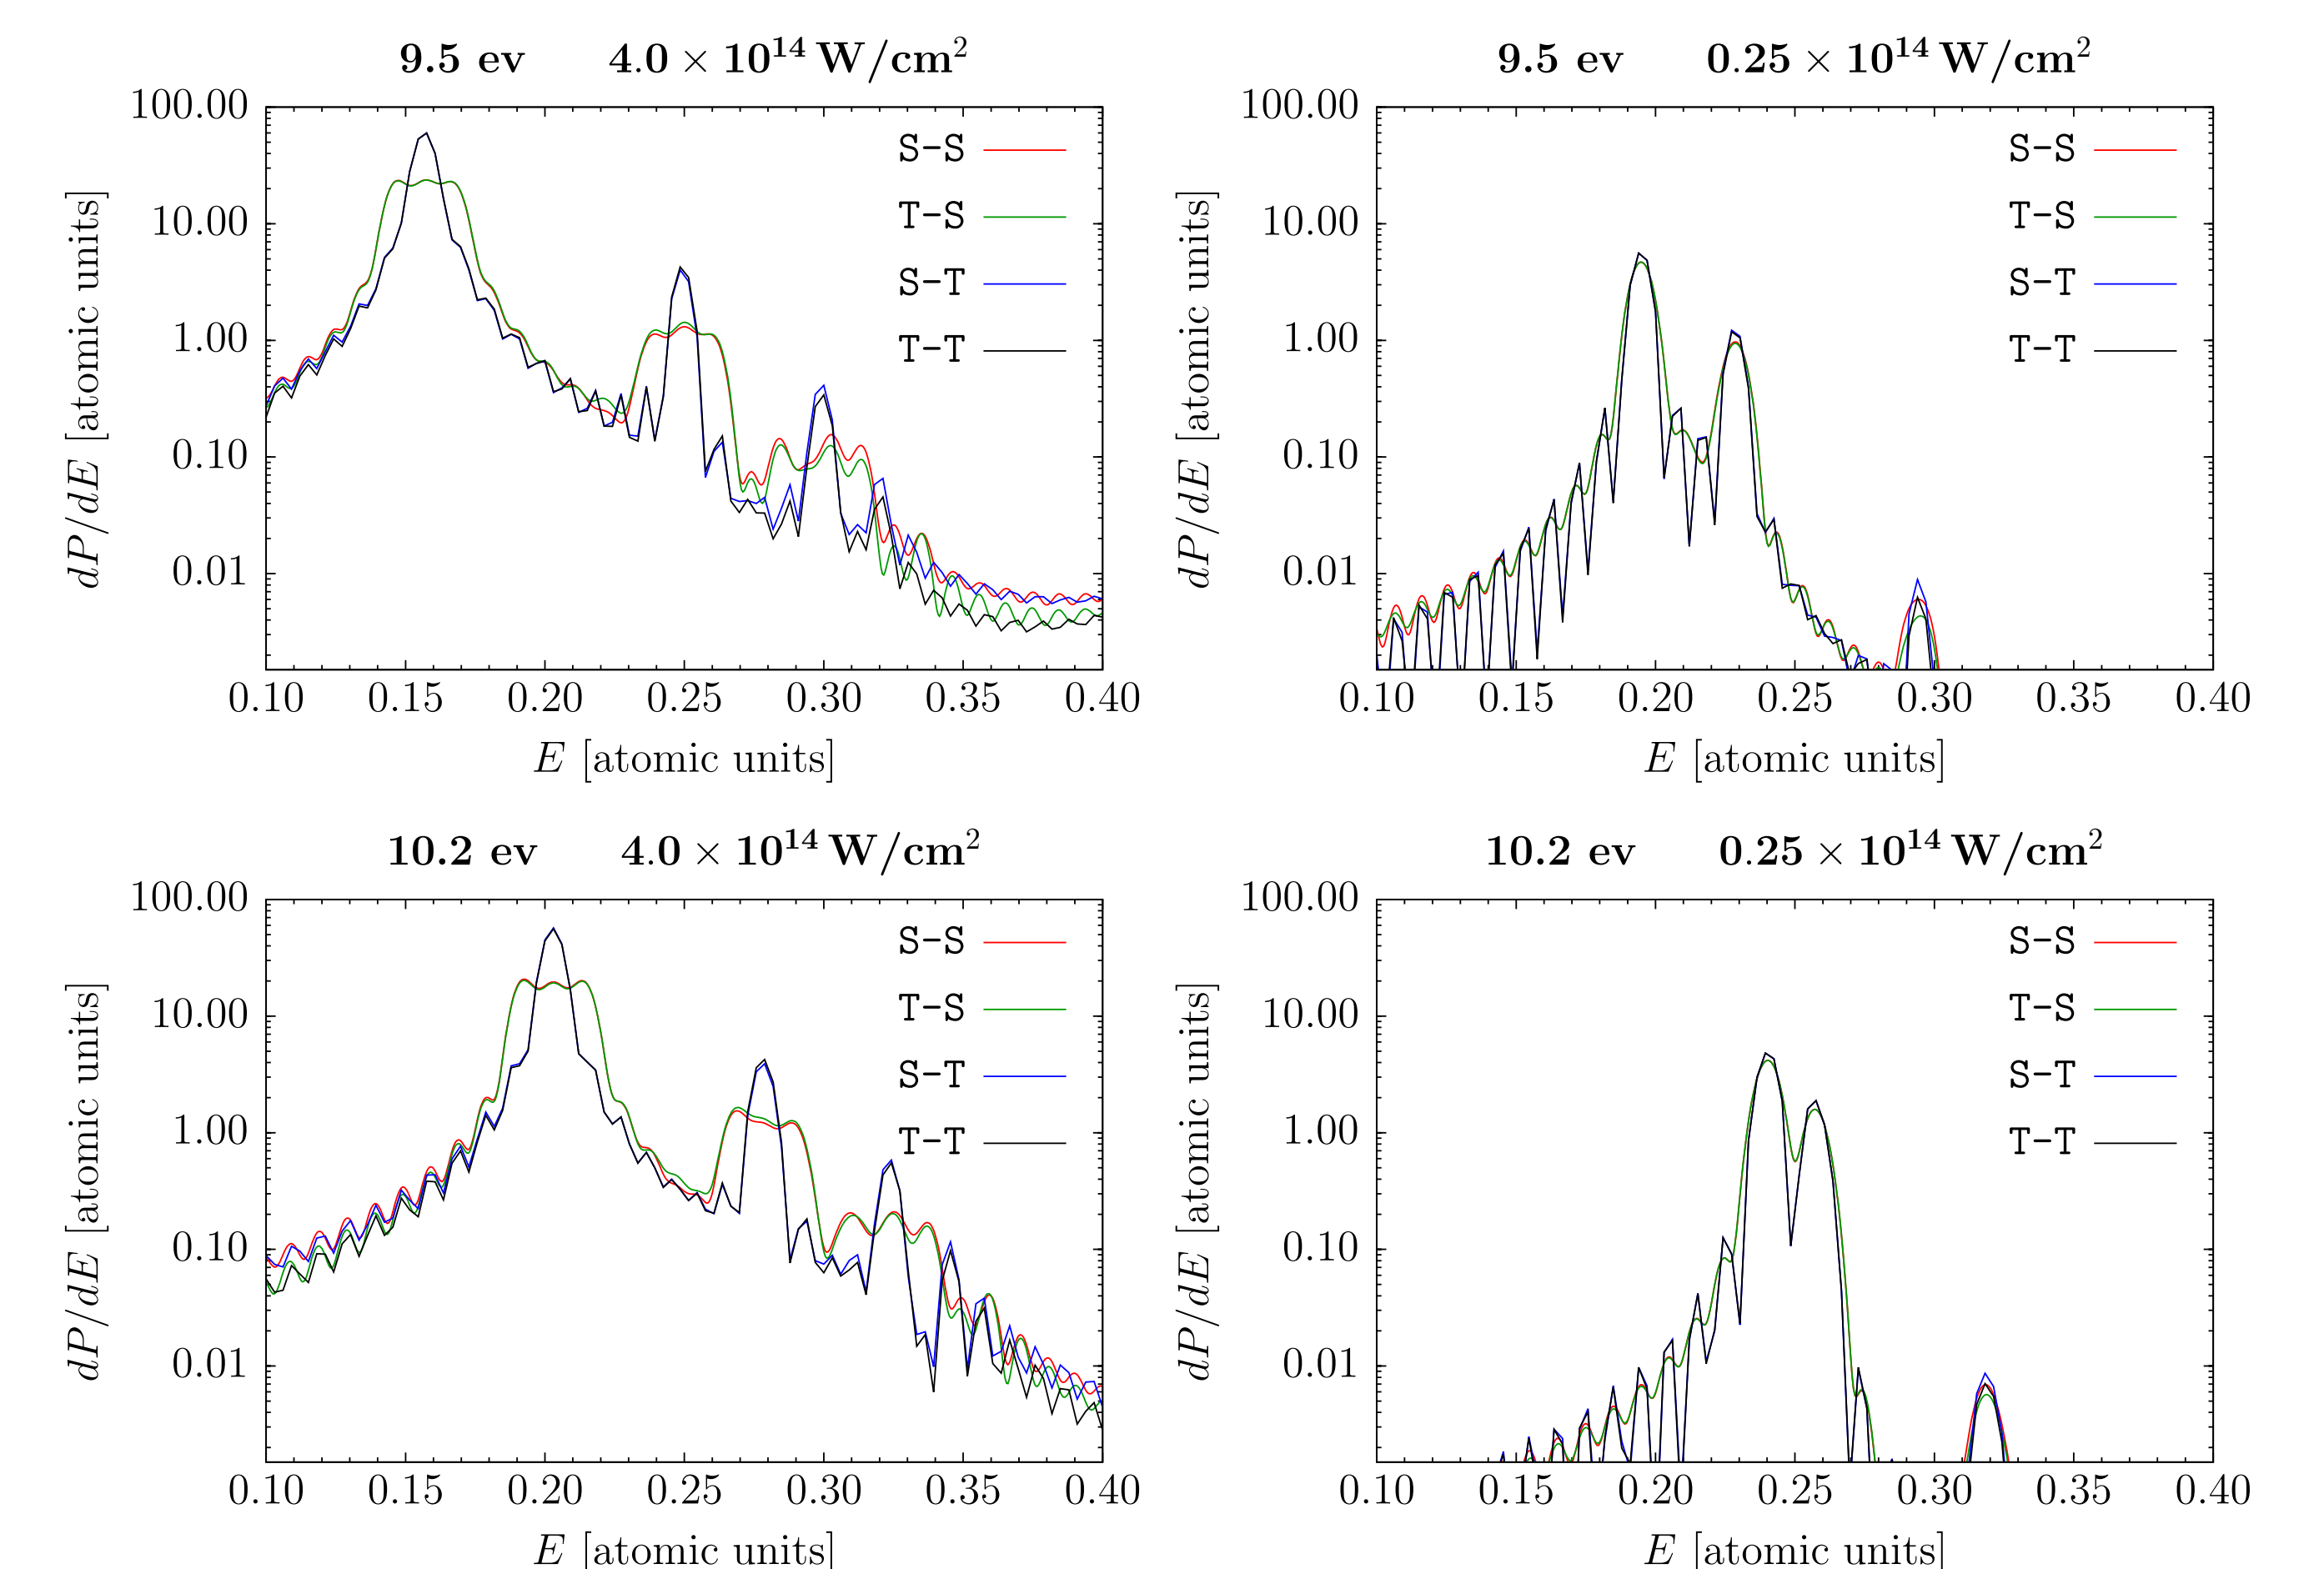 9.5 ev 4.0 × 10¹⁴ W/cm²
100.00
10.00
1.00
0.10
0.01
dP/dE [atomic units]
S-S
T-S
S-T
T-T
0.10 0.15 0.20 0.25 0.30 0.35 0.40
E [atomic units]
9.5 ev 0.25 × 10¹⁴ W/cm²
100.00
10.00
1.00
0.10
0.01
dP/dE [atomic units]
S-S
T-S
S-T
T-T
0.10 0.15 0.20 0.25 0.30 0.35 0.40
E [atomic units]
10.2 ev 4.0 × 10¹⁴ W/cm²
100.00
10.00
1.00
0.10
0.01
dP/dE [atomic units]
S-S
T-S
S-T
T-T
0.10 0.15 0.20 0.25 0.30 0.35 0.40
E [atomic units]
10.2 ev 0.25 × 10¹⁴ W/cm²
100.00
10.00
1.00
0.10
0.01
dP/dE [atomic units]
S-S
T-S
S-T
T-T
0.10 0.15 0.20 0.25 0.30 0.35 0.40
E [atomic units]